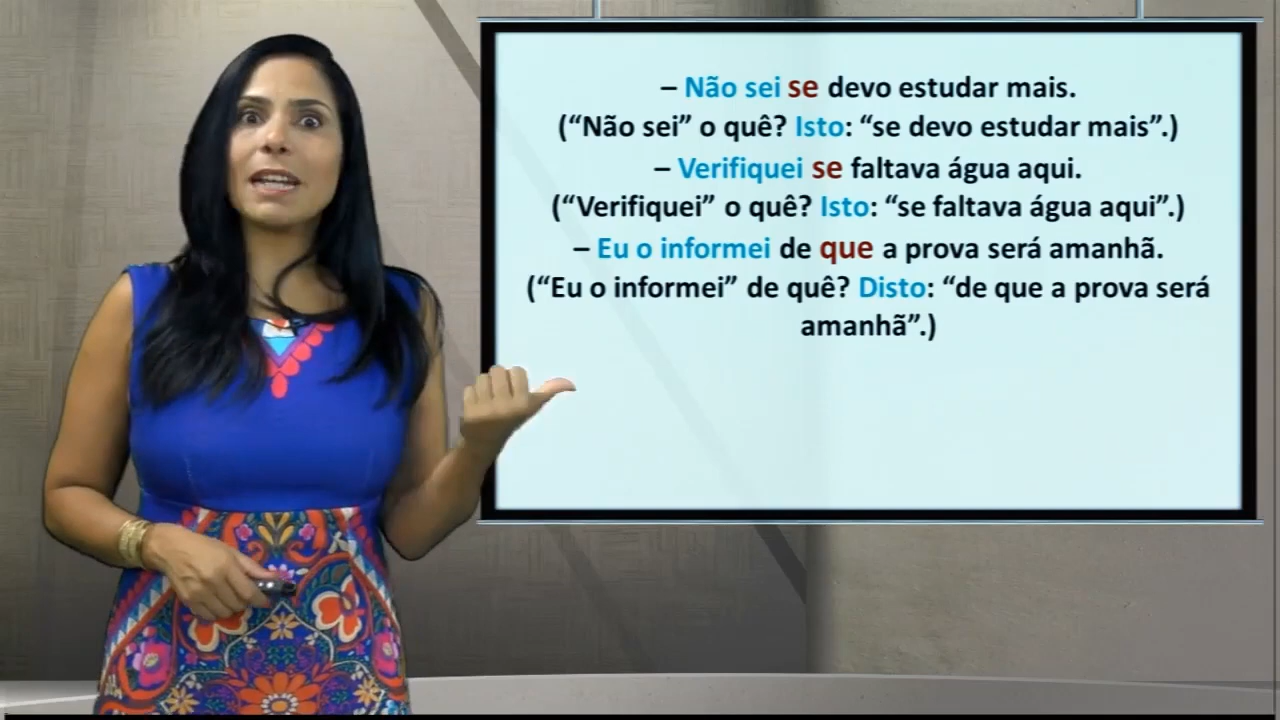 – Não sei se devo estudar mais.
(“Não sei” o quê? Isto: “se devo estudar mais”.)
– Verifiquei se faltava água aqui.
(“Verifiquei” o quê? Isto: “se faltava água aqui”.)
– Eu o informei de que a prova será amanhã.
(“Eu o informei” de quê? Disto: “de que a prova será
amanhã”.)